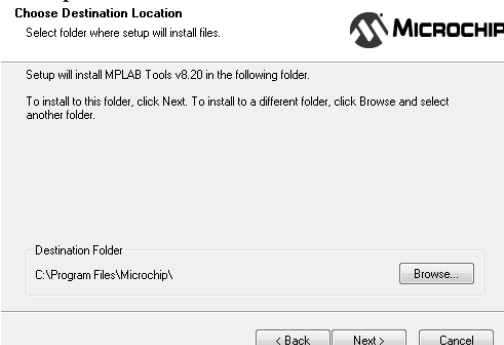 Choose Destination Location
Select folder where setup will install files.
MICROCHIP
Setup will install MPLAB Tools v8.20 in the following folder.
To install to this folder, click Next. To install to a different folder, click Browse and select
another folder.
Destination Folder
C:\Program Files\Microchip\
Browse...
< Back
Next >
Cancel